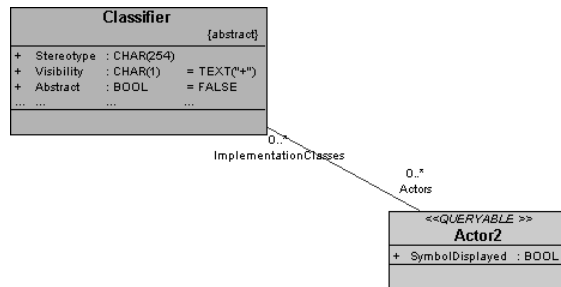 Classifier
{abstract}
+ Stereotype : CHAR(254)
+ Visibility : CHAR(1) = TEXT("+")
+ Abstract : BOOL = FALSE
... ... ... ...
0..*
ImplementationClasses
0..*
Actors
<<QUERYABLE >>
Actor2
+ SymbolDisplayed : BOOL